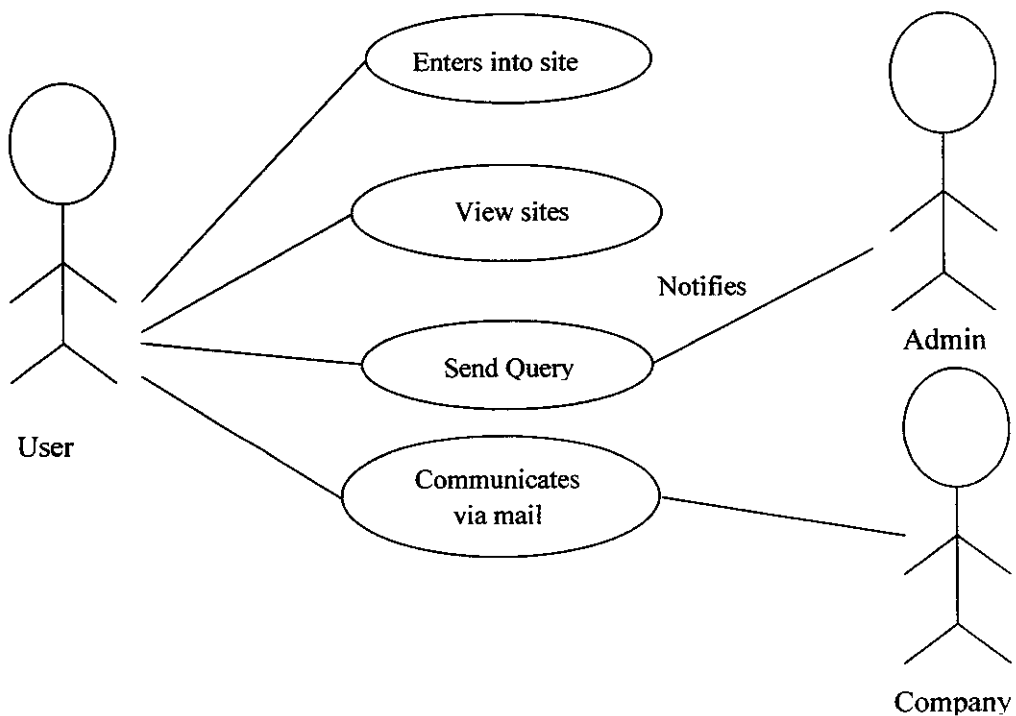 Enters into site
View sites
Notifies
Admin
Send Query
User
Communicates
via mail
Company